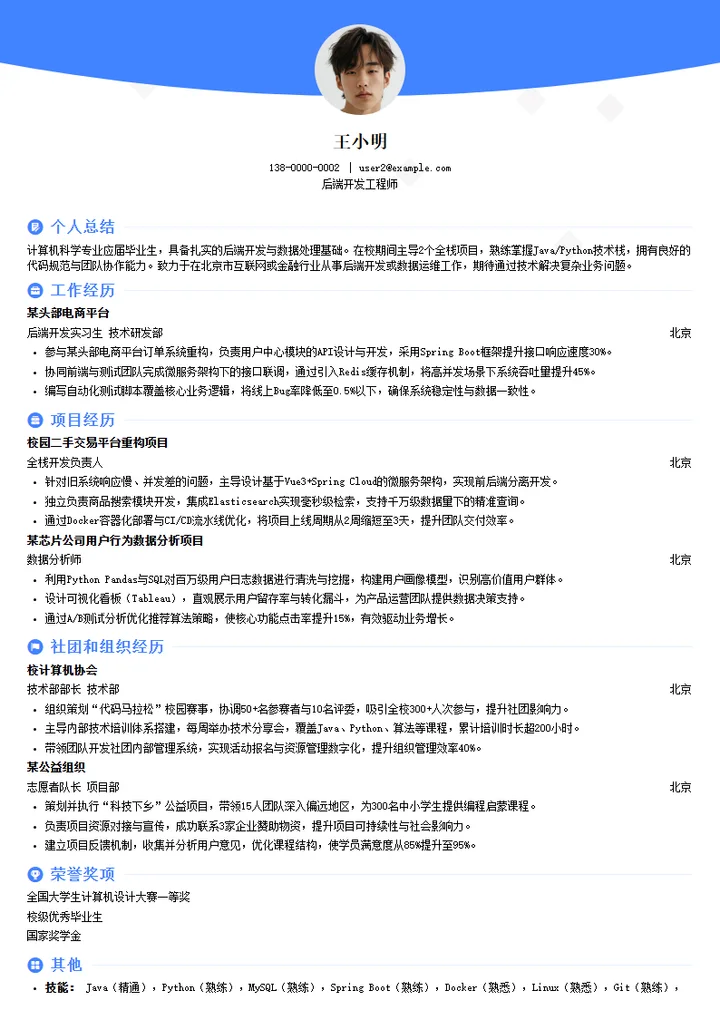 王小明
138-0000-0002 | user2@example.com
后端开发工程师
个人总结
计算机科学专业应届毕业生，具备扎实的后端开发与数据处理基础。在校期间主导2个全栈项目，熟练掌握Java/Python技术栈，拥有良好的
代码规范与团队协作能力。致力于在北京市互联网或金融行业从事后端开发或数据运维工作，期待通过技术解决复杂业务问题。
工作经历
某头部电商平台
后端开发实习生 技术研发部 北京
• 参与某头部电商平台订单系统重构，负责用户中心模块的API设计与开发，采用Spring Boot框架提升接口响应速度30%。
• 协同前端与测试团队完成微服务架构下的接口联调，通过引入Redis缓存机制，将高并发场景下系统吞吐量提升45%。
• 编写自动化测试脚本覆盖核心业务逻辑，将线上Bug率降低至0.5%以下，确保系统稳定性与数据一致性。
项目经历
校园二手交易平台重构项目
全栈开发负责人 北京
• 针对旧系统响应慢、并发差的问题，主导设计基于Vue3+Spring Cloud的微服务架构，实现前后端分离开发。
• 独立负责商品搜索模块开发，集成Elasticsearch实现毫秒级检索，支持千万级数据量下的精准查询。
• 通过Docker容器化部署与CI/CD流水线优化，将项目上线周期从2周缩短至3天，提升团队交付效率。
某芯片公司用户行为数据分析项目
数据分析师 北京
• 利用Python Pandas与SQL对百万级用户日志数据进行清洗与挖掘，构建用户画像模型，识别高价值用户群体。
• 设计可视化看板（Tableau），直观展示用户留存率与转化漏斗，为产品运营团队提供数据决策支持。
• 通过A/B测试分析优化推荐算法策略，使核心功能点击率提升15%，有效驱动业务增长。
社团和组织经历
校计算机协会
技术部部长 技术部 北京
• 组织策划“代码马拉松”校园赛事，协调50+名参赛者与10名评委，吸引全校300+人次参与，提升社团影响力。
• 主导内部技术培训体系搭建，每周举办技术分享会，覆盖Java、Python、算法等课程，累计培训时长超200小时。
• 带领团队开发社团内部管理系统，实现活动报名与资源管理数字化，提升组织管理效率40%。
某公益组织
志愿者队长 项目部 北京
• 策划并执行“科技下乡”公益项目，带领15人团队深入偏远地区，为300名中小学生提供编程启蒙课程。
• 负责项目资源对接与宣传，成功联系3家企业赞助物资，提升项目可持续性与社会影响力。
• 建立项目反馈机制，收集并分析用户意见，优化课程结构，使学员满意度从85%提升至95%。
荣誉奖项
全国大学生计算机设计大赛一等奖
校级优秀毕业生
国家奖学金
其他
• 技能： Java（精通），Python（熟练），MySQL（熟练），Spring Boot（熟练），Docker（熟悉），Linux（熟悉），Git（熟练），